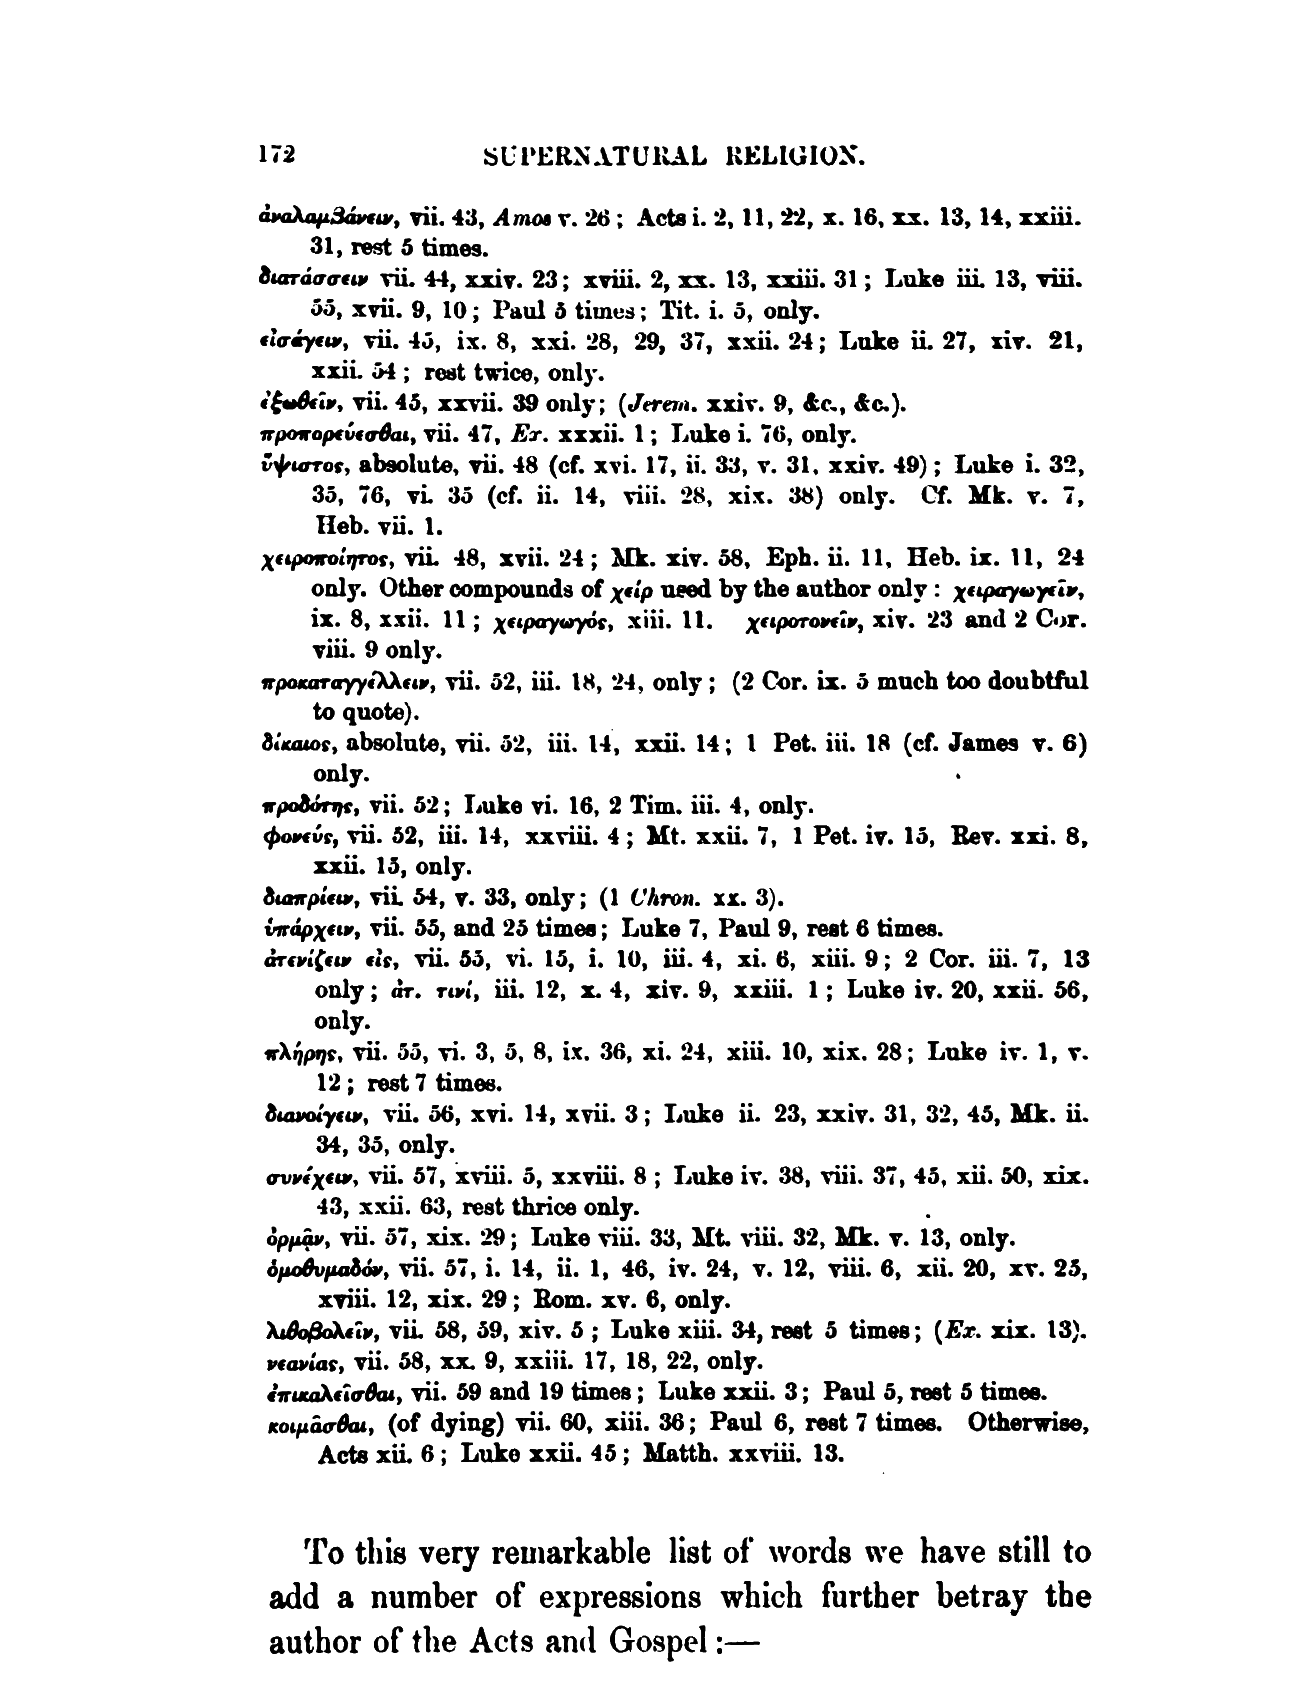 172 SUPERNATURAL RELIGION.
ἀναλαμβάνειν, vii. 43, Amos v. 26 ; Acts i. 2, 11, 22, x. 16, xx. 13, 14, xxiii.
31, rest 5 times.
διατάσσειν vii. 44, xxiv. 23 ; xviii. 2, xx. 13, xxiii. 31 ; Luke iii. 13, viii.
55, xvii. 9, 10 ; Paul 5 times ; Tit. i. 5, only.
εἰσάγειν, vii. 45, ix. 8, xxi. 28, 29, 37, xxii. 24 ; Luke ii. 27, xiv. 21,
xxii. 54 ; rest twice, only.
ἐξωθεῖν, vii. 45, xxvii. 39 only ; (Jerem. xxiv. 9, &c., &c.).
προπορεύεσθαι, vii. 47, Ex. xxxii. 1 ; Luke i. 76, only.
ὕψιστος, absolute, vii. 48 (cf. xvi. 17, ii. 33, v. 31, xxiv. 49) ; Luke i. 32,
35, 76, vi. 35 (cf. ii. 14, viii. 28, xix. 38) only. Cf. Mk. v. 7,
Heb. vii. 1.
χειροποίητος, vii. 48, xvii. 24 ; Mk. xiv. 58, Eph. ii. 11, Heb. ix. 11, 24
only. Other compounds of χείρ used by the author only : χειραγωγεῖν,
ix. 8, xxii. 11 ; χειραγωγός, xiii. 11. χειροτονεῖν, xiv. 23 and 2 Cor.
viii. 9 only.
προκαταγγέλλειν, vii. 52, iii. 18, 24, only ; (2 Cor. ix. 5 much too doubtful
to quote).
δίκαιος, absolute, vii. 52, iii. 14, xxii. 14 ; 1 Pet. iii. 18 (cf. James v. 6)
only.
προδότης, vii. 52 ; Luke vi. 16, 2 Tim. iii. 4, only.
φονεύς, vii. 52, iii. 14, xxviii. 4 ; Mt. xxii. 7, 1 Pet. iv. 15, Rev. xxi. 8,
xxii. 15, only.
διαπρίειν, vii. 54, v. 33, only ; (1 Chron. xx. 3).
ὑπάρχειν, vii. 55, and 25 times ; Luke 7, Paul 9, rest 6 times.
ἀτενίζειν εἰς, vii. 55, vi. 15, i. 10, iii. 4, xi. 6, xiii. 9 ; 2 Cor. iii. 7, 13
only ; ἀτ. τινί, iii. 12, x. 4, xiv. 9, xxiii. 1 ; Luke iv. 20, xxii. 56,
only.
πλήρης, vii. 55, vi. 3, 5, 8, ix. 36, xi. 24, xiii. 10, xix. 28 ; Luke iv. 1, v.
12 ; rest 7 times.
διανοίγειν, vii. 56, xvi. 14, xvii. 3 ; Luke ii. 23, xxiv. 31, 32, 45, Mk. ii.
34, 35, only.
συνέχειν, vii. 57, xviii. 5, xxviii. 8 ; Luke iv. 38, viii. 37, 45, xii. 50, xix.
43, xxii. 63, rest thrice only.
ὁρμᾷν, vii. 57, xix. 29 ; Luke viii. 33, Mt. viii. 32, Mk. v. 13, only.
ὁμοθυμαδόν, vii. 57, i. 14, ii. 1, 46, iv. 24, v. 12, viii. 6, xii. 20, xv. 25,
xviii. 12, xix. 29 ; Rom. xv. 6, only.
λιθοβολεῖν, vii. 58, 59, xiv. 5 ; Luke xiii. 34, rest 5 times ; (Ex. xix. 13).
νεανίας, vii. 58, xx. 9, xxiii. 17, 18, 22, only.
ἐπικαλεῖσθαι, vii. 59 and 19 times ; Luke xxii. 3 ; Paul 5, rest 5 times.
κοιμᾶσθαι, (of dying) vii. 60, xiii. 36 ; Paul 6, rest 7 times. Otherwise,
Acts xii. 6 ; Luke xxii. 45 ; Matth. xxviii. 13.
To this very remarkable list of words we have still to
add a number of expressions which further betray the
author of the Acts and Gospel :—